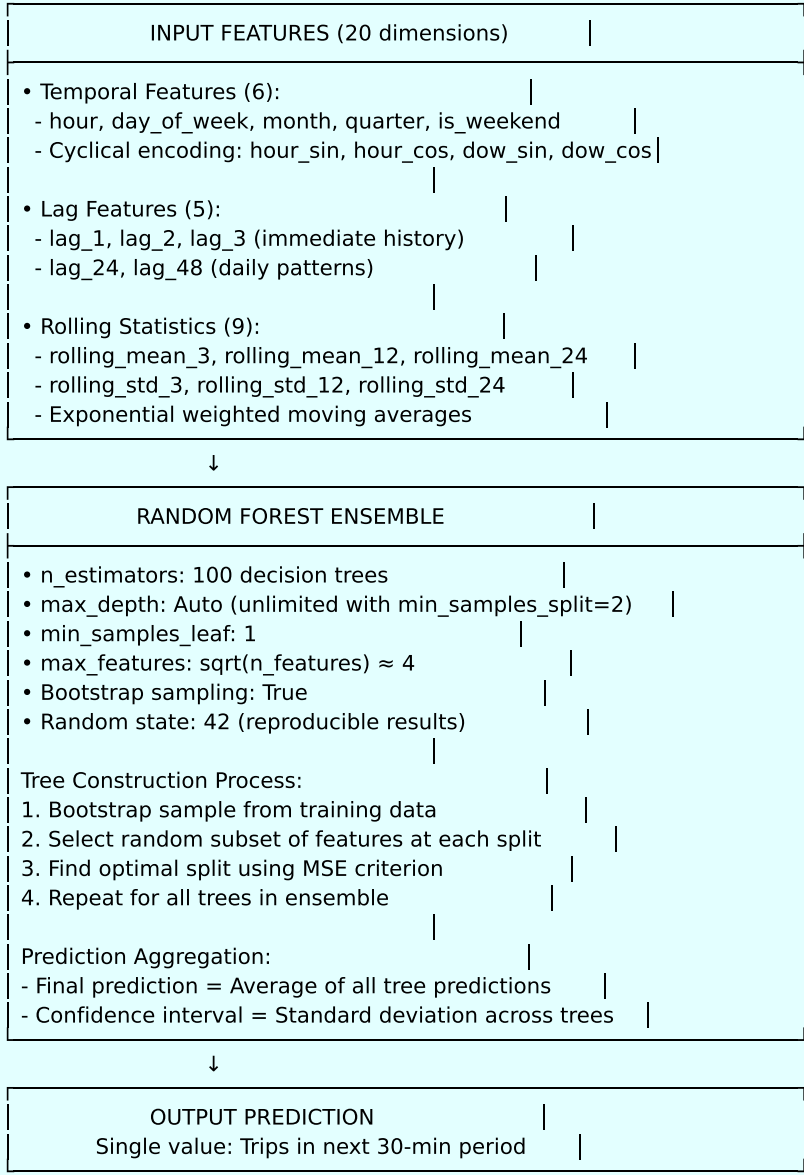 INPUT FEATURES (20 dimensions)
• Temporal Features (6):
- hour, day_of_week, month, quarter, is_weekend
- Cyclical encoding: hour_sin, hour_cos, dow_sin, dow_cos
• Lag Features (5):
- lag_1, lag_2, lag_3 (immediate history)
- lag_24, lag_48 (daily patterns)
• Rolling Statistics (9):
- rolling_mean_3, rolling_mean_12, rolling_mean_24
- rolling_std_3, rolling_std_12, rolling_std_24
- Exponential weighted moving averages
↓
RANDOM FOREST ENSEMBLE
• n_estimators: 100 decision trees
• max_depth: Auto (unlimited with min_samples_split=2)
• min_samples_leaf: 1
• max_features: sqrt(n_features) ≈ 4
• Bootstrap sampling: True
• Random state: 42 (reproducible results)
Tree Construction Process:
1. Bootstrap sample from training data
2. Select random subset of features at each split
3. Find optimal split using MSE criterion
4. Repeat for all trees in ensemble
Prediction Aggregation:
- Final prediction = Average of all tree predictions
- Confidence interval = Standard deviation across trees
↓
OUTPUT PREDICTION
Single value: Trips in next 30-min period